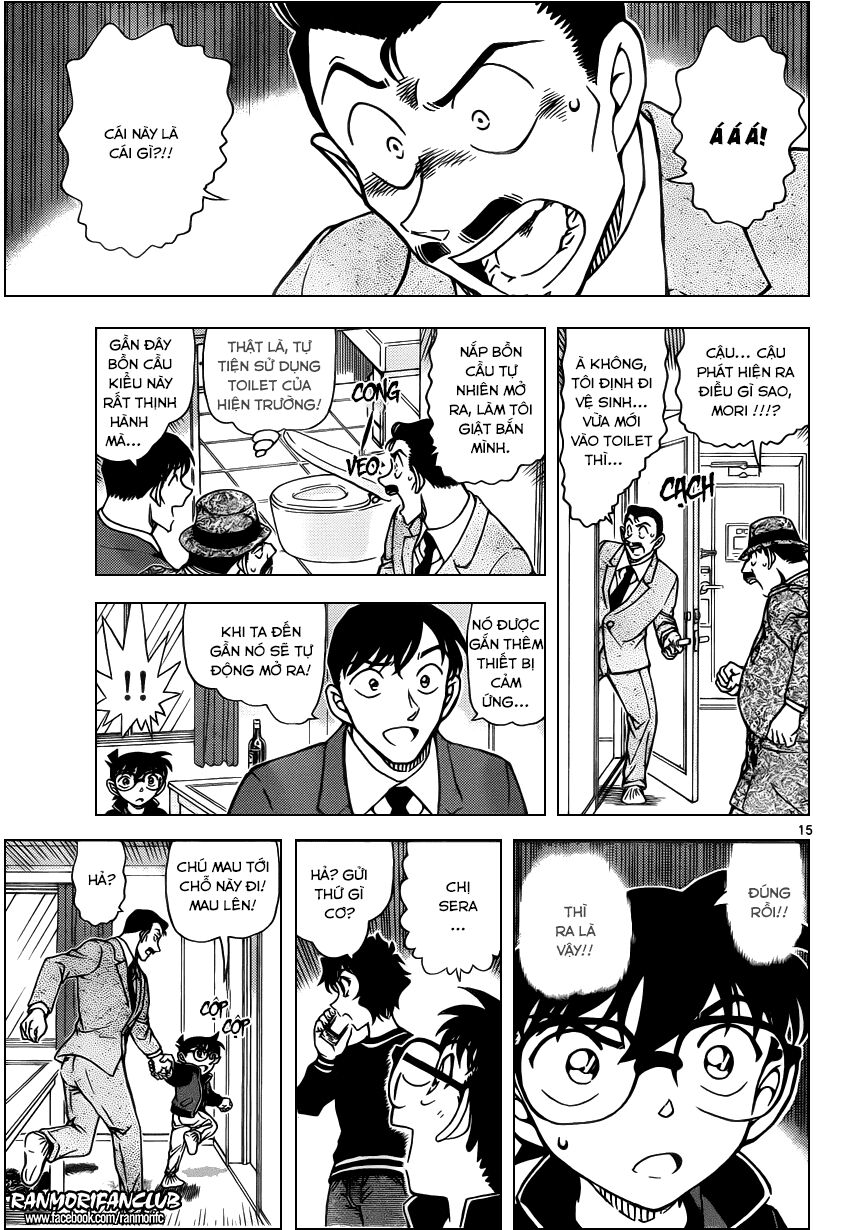 Á Á Á!
CÁI NÀY LÀ
CÁI GÌ?!!
CẬU... CẬU
PHÁT HIỆN RA
ĐIỀU GÌ SAO,
MORI !!!?
À KHÔNG,
TÔI ĐỊNH ĐI
VỆ SINH...
VỪA MỚI
VÀO TOILET
THÌ...
CẠCH
NẮP BỒN
CẦU TỰ
NHIÊN MỞ
RA, LÀM TÔI
GIẬT BẮN
MÌNH.
CONG
VEO
THẬT LÀ, TỰ
TIỆN SỬ DỤNG
TOILET CỦA
HIỆN TRƯỜNG!
GẦN ĐÂY
BỒN CẦU
KIỂU NÀY
RẤT THỊNH
HÀNH
MÀ...
NÓ ĐƯỢC
GẮN THÊM
THIẾT BỊ
CẢM
ỨNG...
KHI TA ĐẾN
GẦN NÓ SẼ TỰ
ĐỘNG MỞ RA!
!!
15
ĐÚNG
RỒI!!
THÌ
RA LÀ
VẬY!!
CHỊ
SERA
...
HẢ? GỬI
THỨ GÌ
CƠ?
CHÚ MAU TỚI
CHỖ NÀY ĐI!
MAU LÊN!
HẢ?
CỘP
CỘP
RANMORIFANCLUB
www.facebook.com/ranmorifc